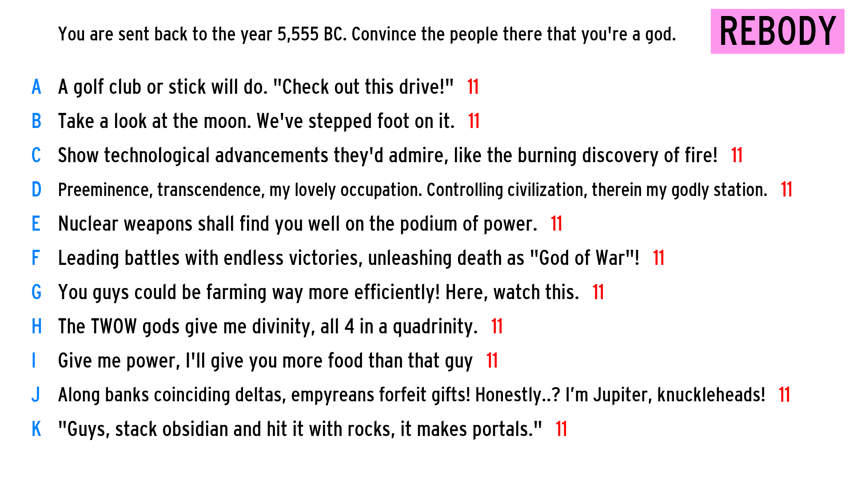 You are sent back to the year 5,555 BC. Convince the people there that you're a god.
REBODY
A A golf club or stick will do. "Check out this drive!" 11
B Take a look at the moon. We've stepped foot on it. 11
C Show technological advancements they'd admire, like the burning discovery of fire! 11
D Preeminence, transcendence, my lovely occupation. Controlling civilization, therein my godly station. 11
E Nuclear weapons shall find you well on the podium of power. 11
F Leading battles with endless victories, unleashing death as "God of War"! 11
G You guys could be farming way more efficiently! Here, watch this. 11
H The TWOW gods give me divinity, all 4 in a quadrinity. 11
I Give me power, I'll give you more food than that guy 11
J Along banks coinciding deltas, empyreans forfeit gifts! Honestly..? I’m Jupiter, knuckleheads! 11
K "Guys, stack obsidian and hit it with rocks, it makes portals." 11